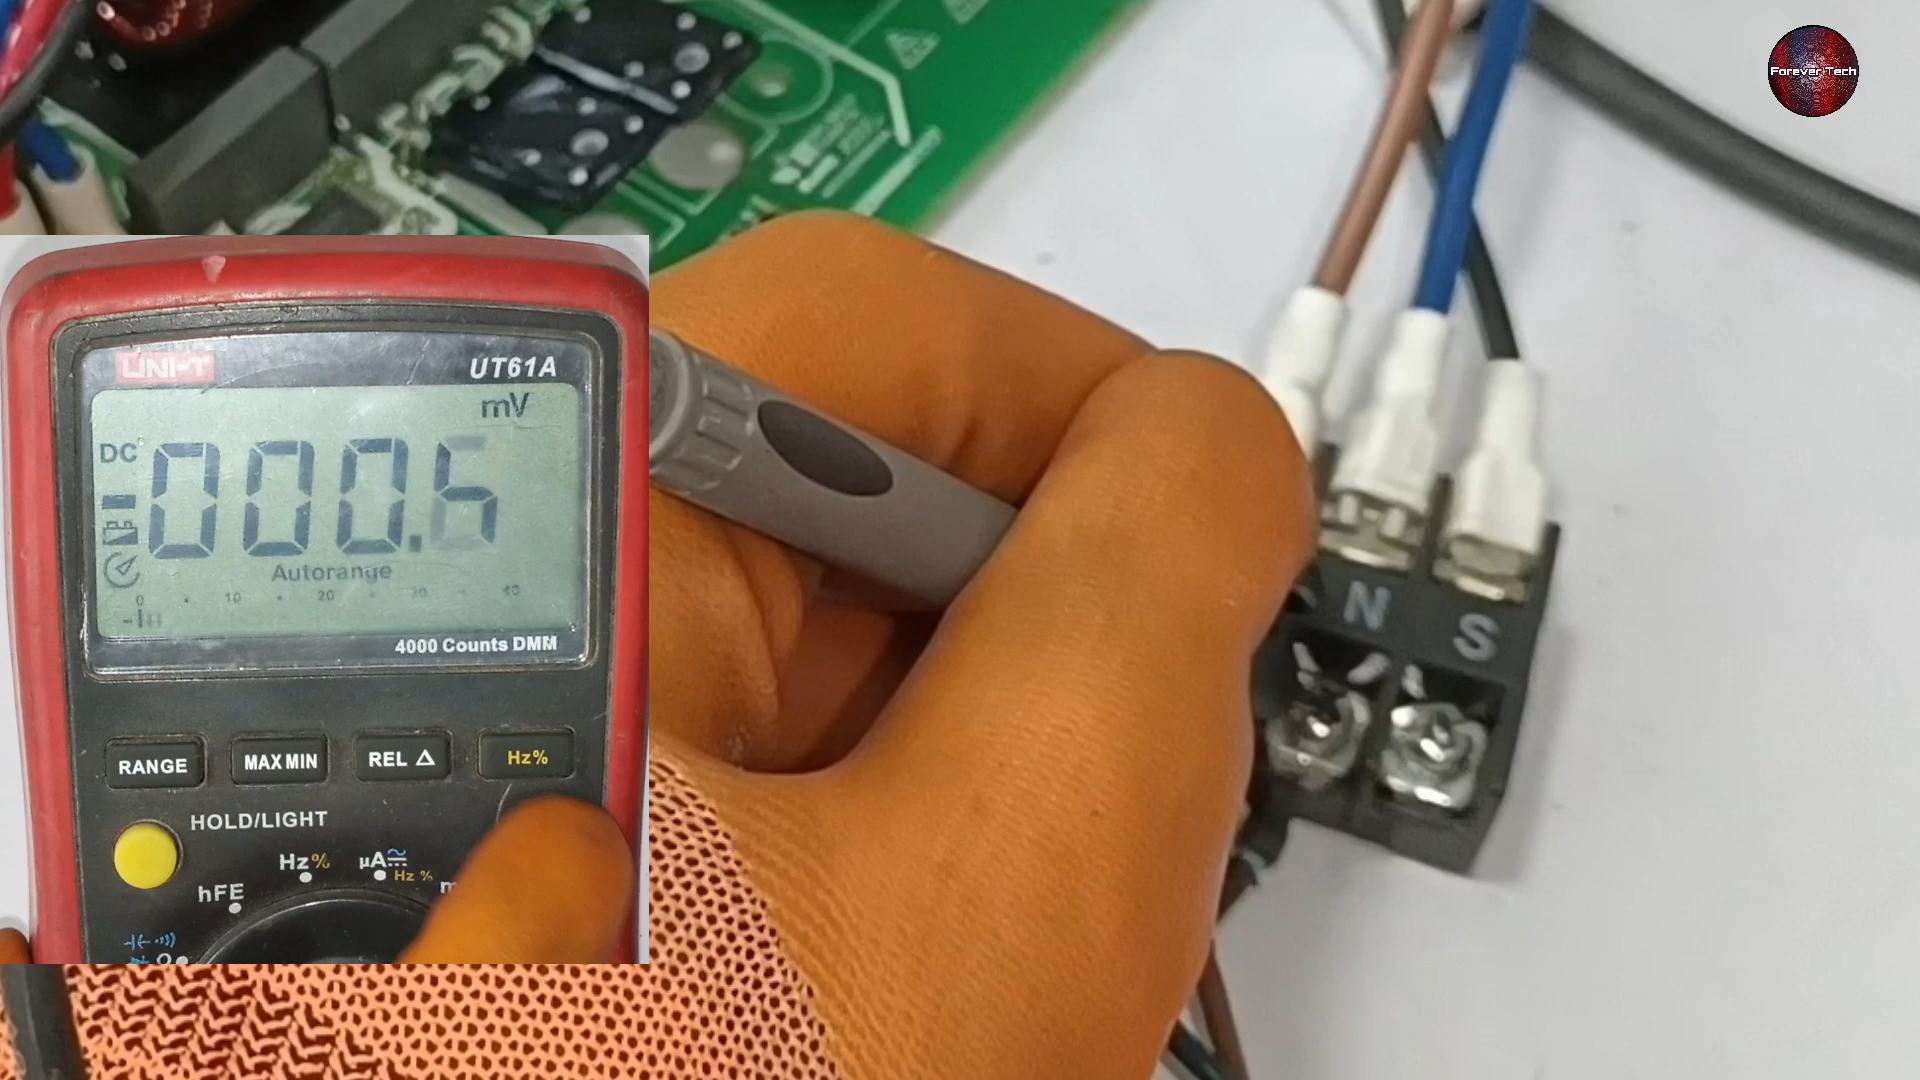 Forever Tech
UNI-T
UT61A
mV
DC
000.
Autorange
0 10 20 30 40
4000 Counts DMM
RANGE
MAX MIN
REL △
Hz%
HOLD/LIGHT
Hz%
µA
Hz %
hFE
m
N
S